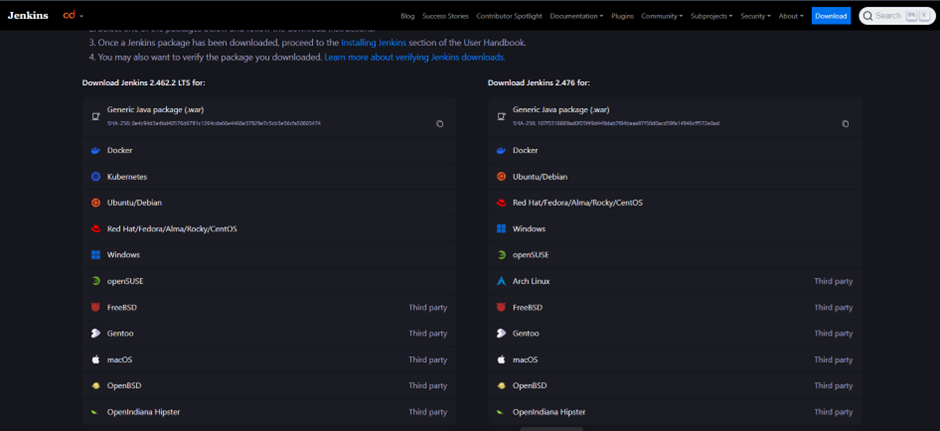 Jenkins
cd
Blog Success Stories Contributor Spotlight Documentation Plugins Community Subprojects Security About Download Search
3. Once a Jenkins package has been downloaded, proceed to the Installing Jenkins section of the User Handbook.
4. You may also want to verify the package you downloaded. Learn more about verifying Jenkins downloads.
Download Jenkins 2.462.2 LTS for:
Generic Java package (.war)
SHA-256:
Docker
Kubernetes
Ubuntu/Debian
Red Hat/Fedora/Alma/Rocky/CentOS
Windows
openSUSE
FreeBSD Third party
Gentoo Third party
macOS Third party
OpenBSD Third party
OpenIndiana Hipster Third party
Download Jenkins 2.476 for:
Generic Java package (.war)
SHA-256:
Docker
Ubuntu/Debian
Red Hat/Fedora/Alma/Rocky/CentOS
Windows
openSUSE
Arch Linux Third party
FreeBSD Third party
Gentoo Third party
macOS Third party
OpenBSD Third party
OpenIndiana Hipster Third party